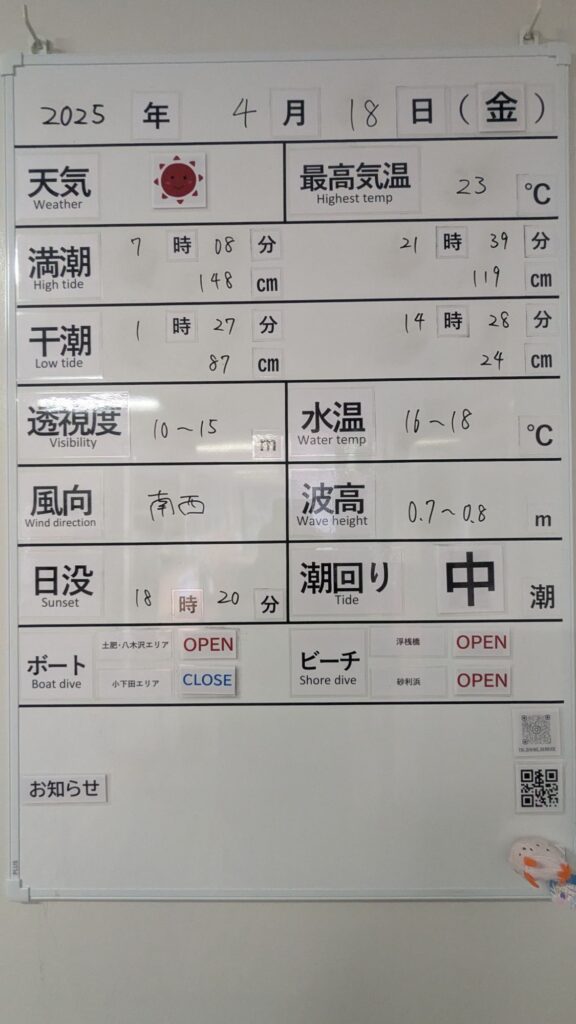 2025 年 4 月 18 日 (金)
天気 最高気温 23 ℃
Weather Highest temp
満潮 7 時 08 分 21 時 39 分
High tide 148 cm 119 cm
干潮 1 時 27 分 14 時 28 分
Low tide 87 cm 24 cm
透視度 10〜15 m 水温 16〜18 ℃
Visibility Water temp
風向 南西 波高 0.7〜0.8 m
Wind direction Wave height
日没 18 時 20 分 潮回り 中 潮
Sunset Tide
ボート 土肥・八木沢エリア OPEN ビーチ 浮桟橋 OPEN
Boat dive 小下田エリア CLOSE Shore dive 砂利浜 OPEN
お知らせ
PLUS